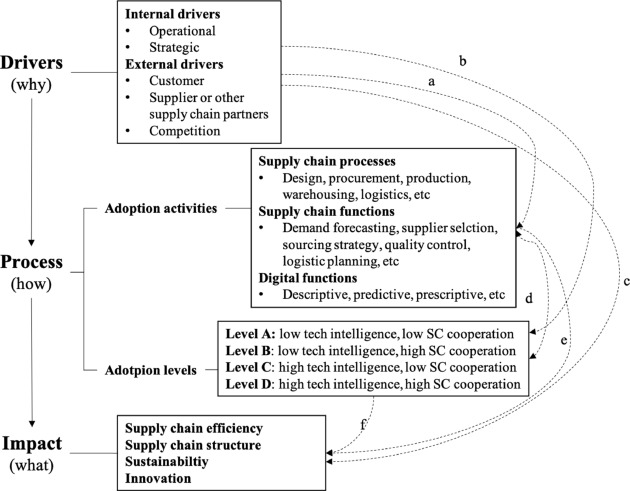 Internal drivers
• Operational
• Strategic
External drivers
• Customer
• Supplier or other
supply chain partners
• Competition
Drivers
(why)
b
a
Supply chain processes
• Design, procurement, production,
warehousing, logistics, etc
Supply chain functions
• Demand forecasting, supplier selction,
sourcing strategy, quality control,
logistic planning, etc
Digital functions
• Descriptive, predictive, prescriptive, etc
Adoption activities
Process
(how)
c
d
e
Level A: low tech intelligence, low SC cooperation
Level B: low tech intelligence, high SC cooperation
Level C: high tech intelligence, low SC cooperation
Level D: high tech intelligence, high SC cooperation
Adotpion levels
f
Impact
(what)
Supply chain efficiency
Supply chain structure
Sustainabiltiy
Innovation